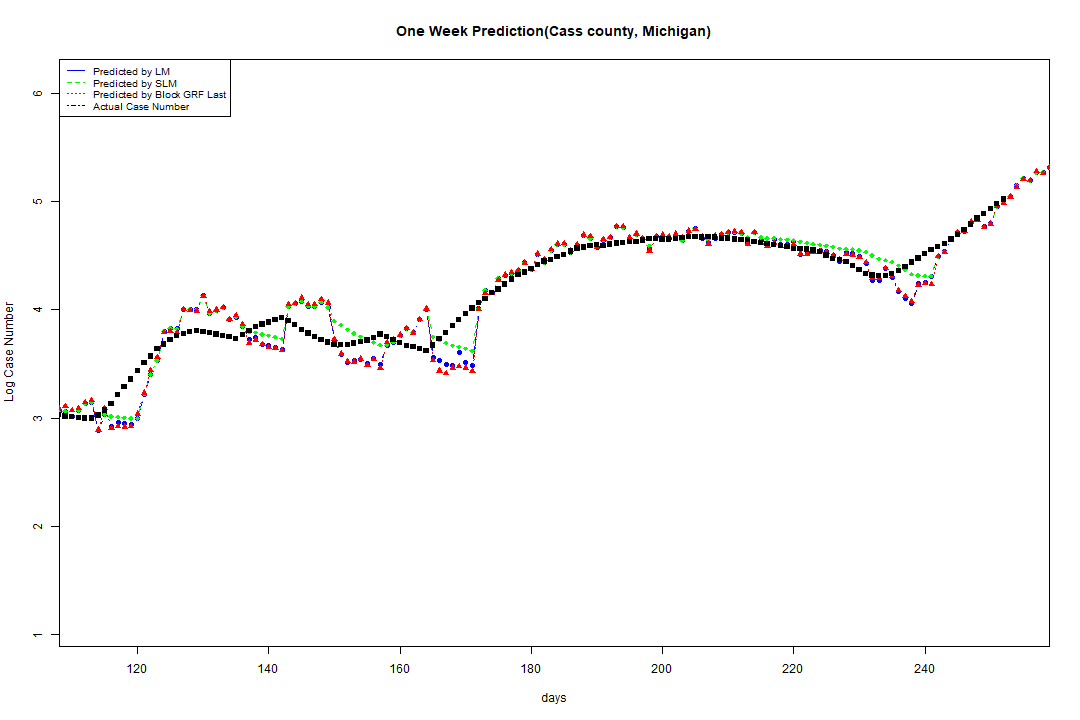 One Week Prediction(Cass county, Michigan)
Predicted by LM
Predicted by SLM
Predicted by Block GRF Last
Actual Case Number
6
5
4
3
2
1
Log Case Number
120 140 160 180 200 220 240
days